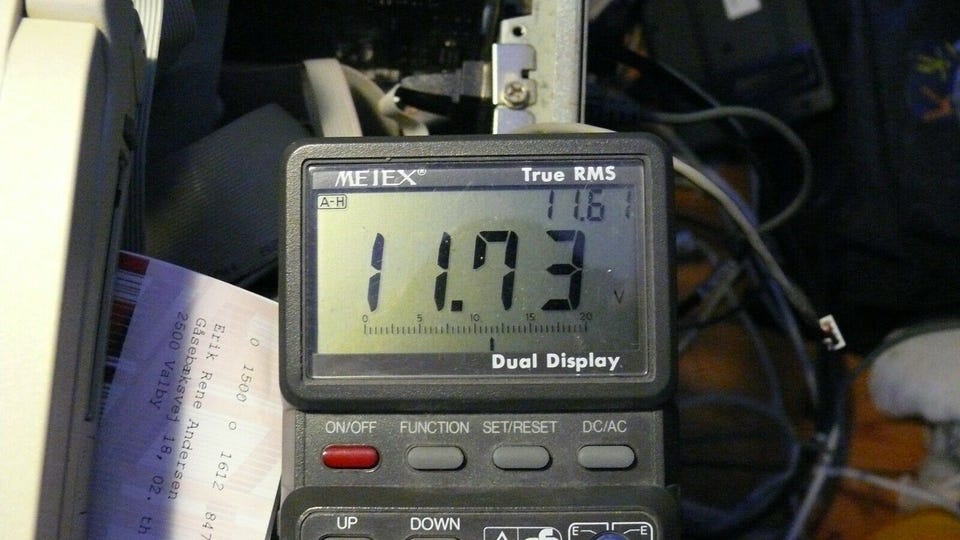 METEX® True RMS
A-H 11.6
11.73 V
0 5 10 15 20
Dual Display
ON/OFF FUNCTION SET/RESET DC/AC
UP DOWN
E E
0 1500 0 1612 847
Erik Rene Andersen
Gåsebæksvej 18, 02. th
2500 Valby